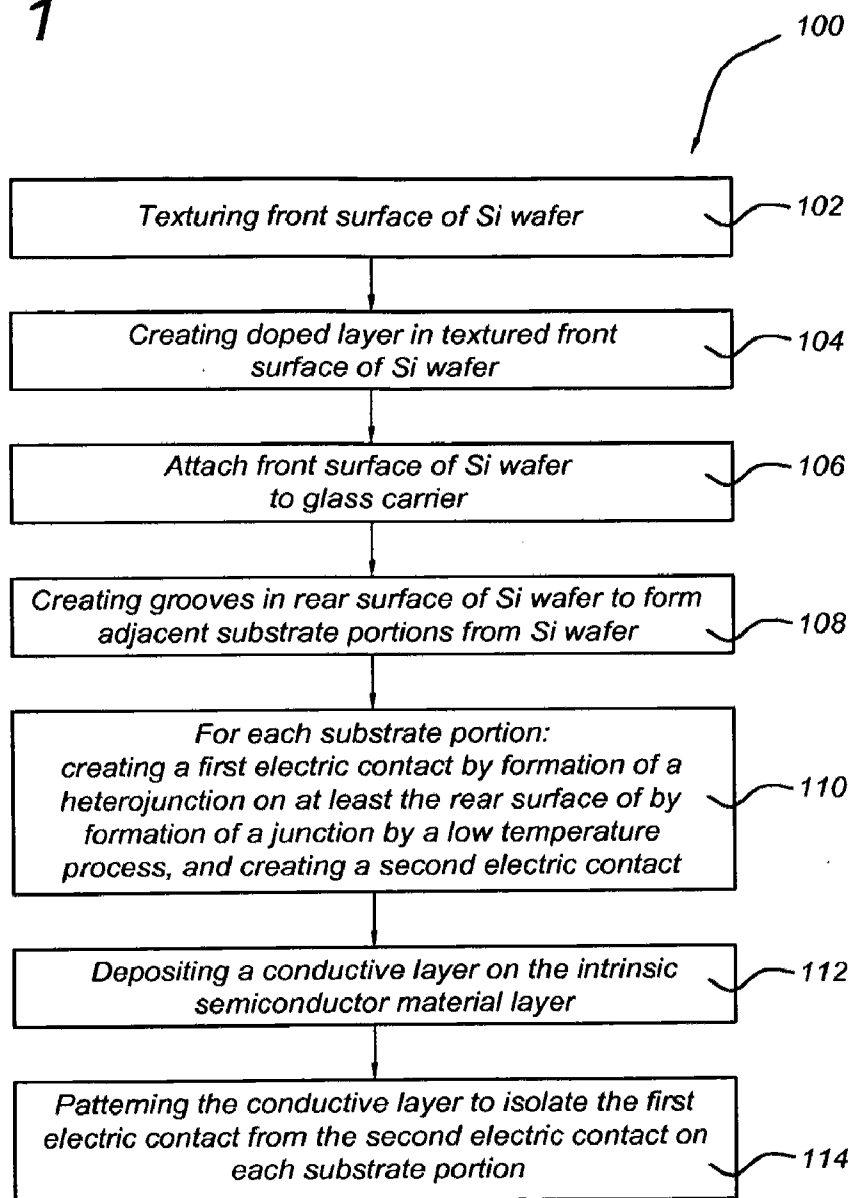 1
100
Texturing front surface of Si wafer
102
Creating doped layer in textured front
surface of Si wafer
104
Attach front surface of Si wafer
to glass carrier
106
Creating grooves in rear surface of Si wafer to form
adjacent substrate portions from Si wafer
108
For each substrate portion:
creating a first electric contact by formation of a
heterojunction on at least the rear surface of by
formation of a junction by a low temperature
process, and creating a second electric contact
110
Depositing a conductive layer on the intrinsic
semiconductor material layer
112
Patterning the conductive layer to isolate the first
electric contact from the second electric contact on
each substrate portion
114